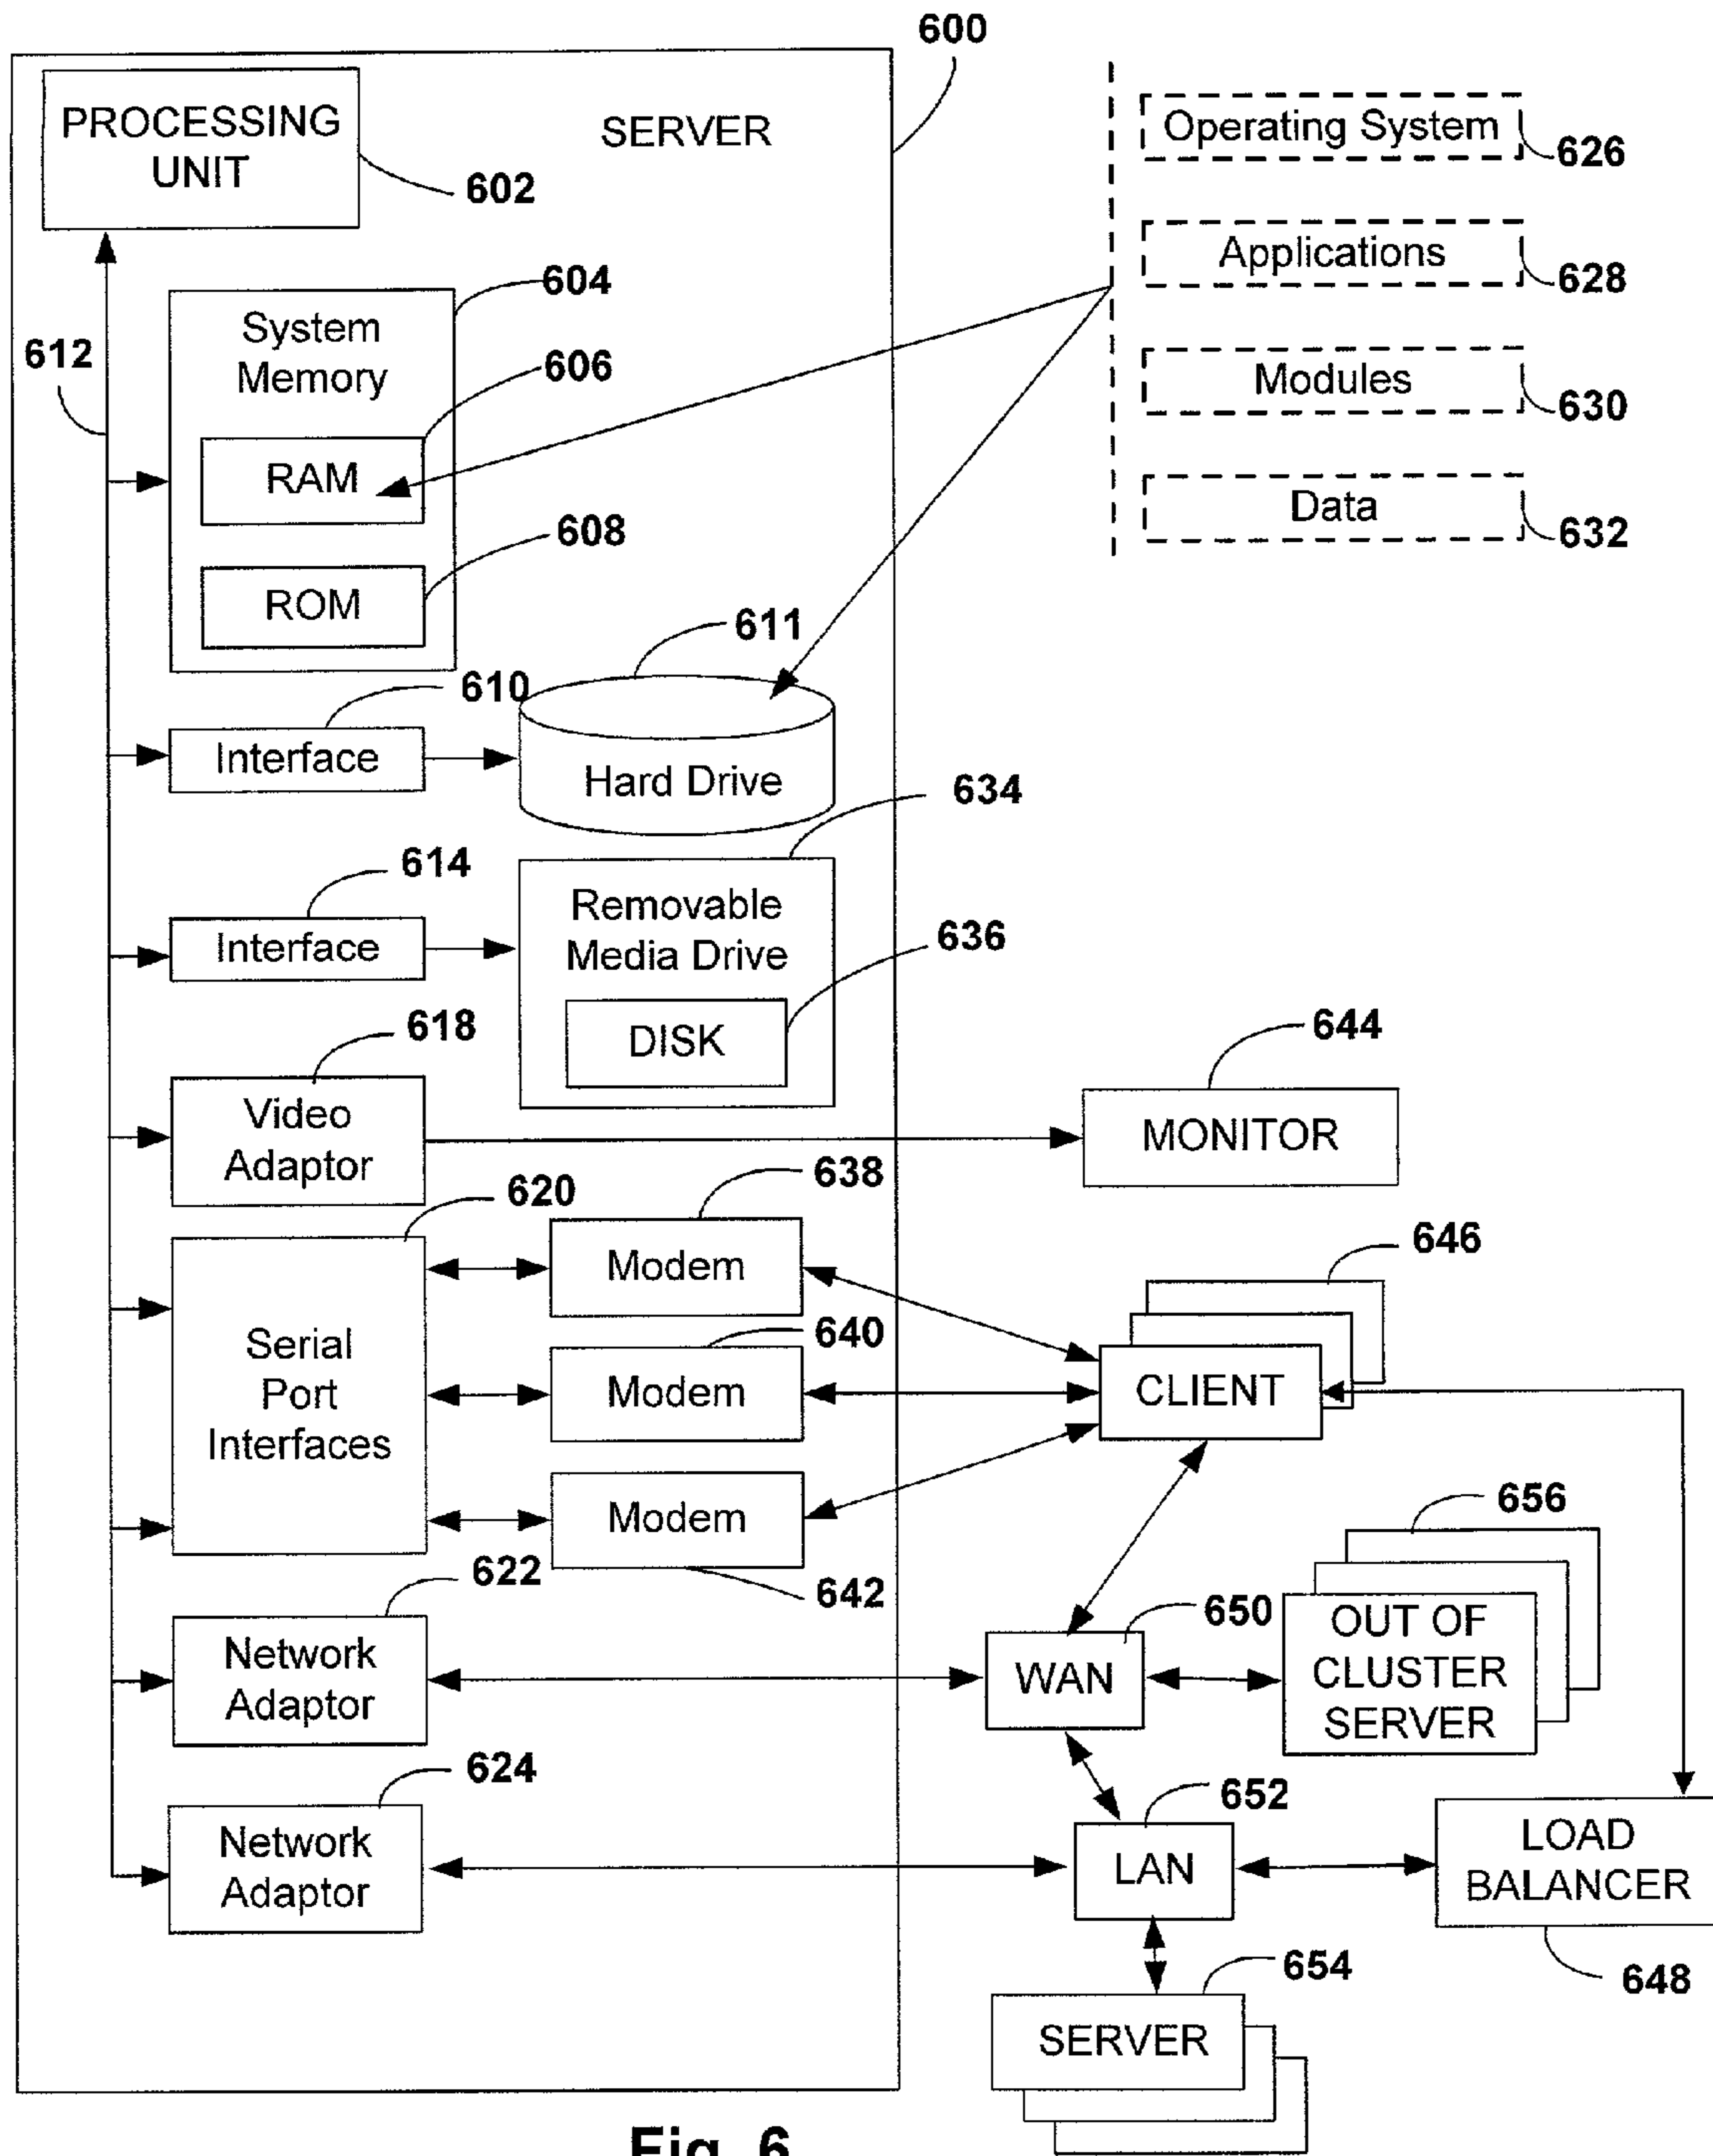 600
PROCESSING
UNIT
SERVER
602
Operating System
626
Applications
628
Modules
630
Data
632
604
System
Memory
612
606
RAM
608
ROM
611
610
Interface
Hard Drive
634
614
Interface
Removable
Media Drive
636
DISK
618
Video
Adaptor
644
MONITOR
638
620
Modem
646
640
Serial
Port
Interfaces
Modem
CLIENT
Modem
642
656
622
650
Network
Adaptor
WAN
OUT OF
CLUSTER
SERVER
624
652
Network
Adaptor
LAN
LOAD
BALANCER
648
654
SERVER
Fig. 6